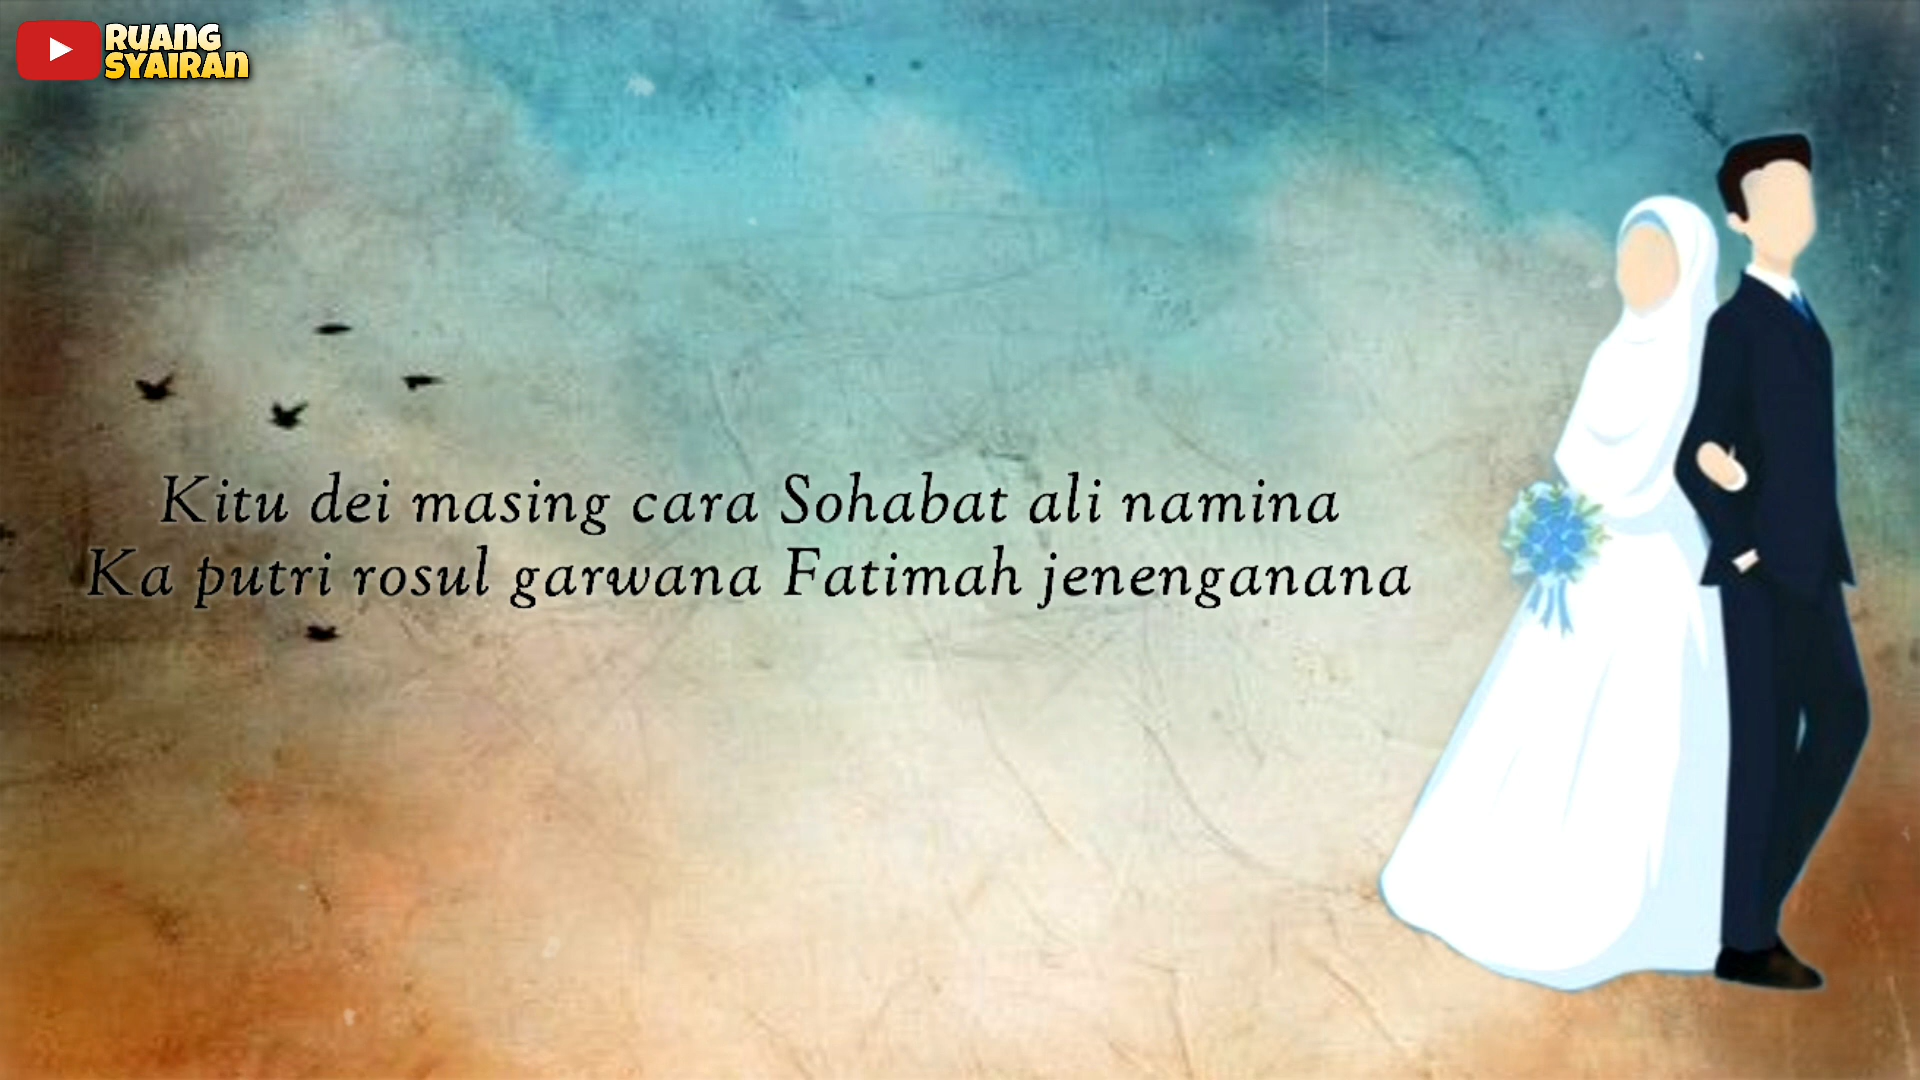 RUANG
SYAIRAN
Kitu dei masing cara Sohabat ali namina
Ka putri rosul garwana Fatimah jenenganana